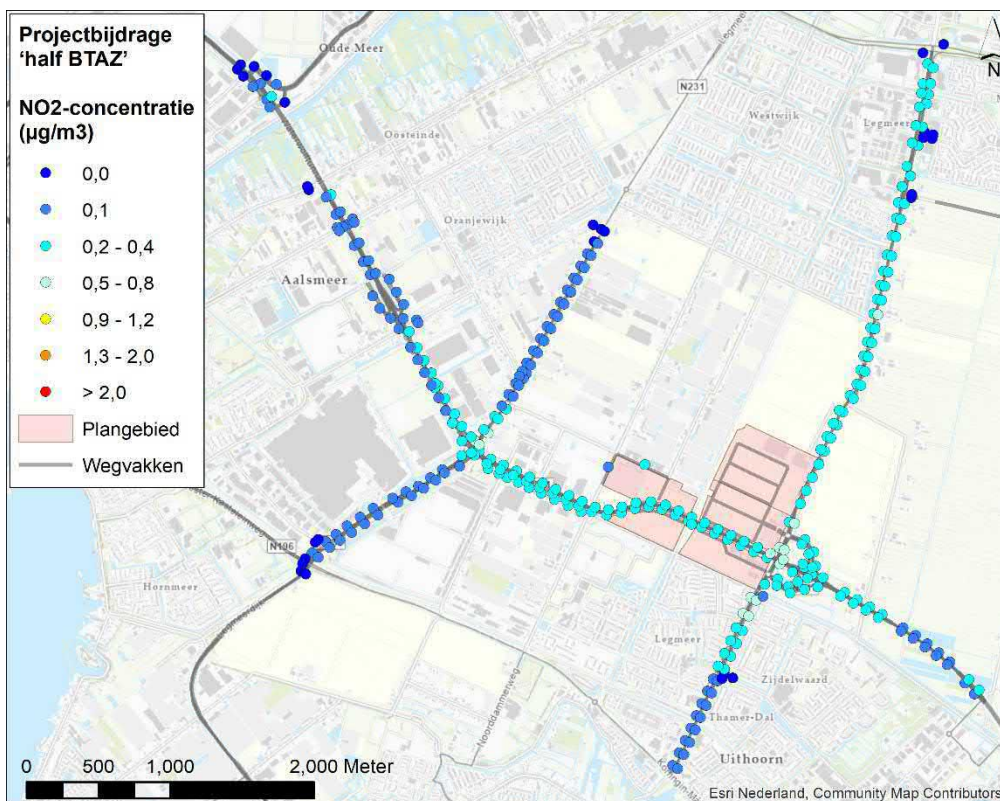 Projectbijdrage
‘half BTAZ’
NO2-concentratie
(µg/m3)
0,0
0,1
0,2 - 0,4
0,5 - 0,8
0,9 - 1,2
1,3 - 2,0
> 2,0
Plangebied
Wegvakken
Oude Meer
Legmeer
N231
N
Westwijk
Legmeer
Oosteinde
Oranjewijk
Aalsmeer
N196
Hornmeer
Legmeerdijk
Noorddammerweg
Legmeer
Zijdelwaard
Thamer-Dal
Uithoorn
0 500 1,000 2,000 Meter
Esri Nederland, Community Map Contributors